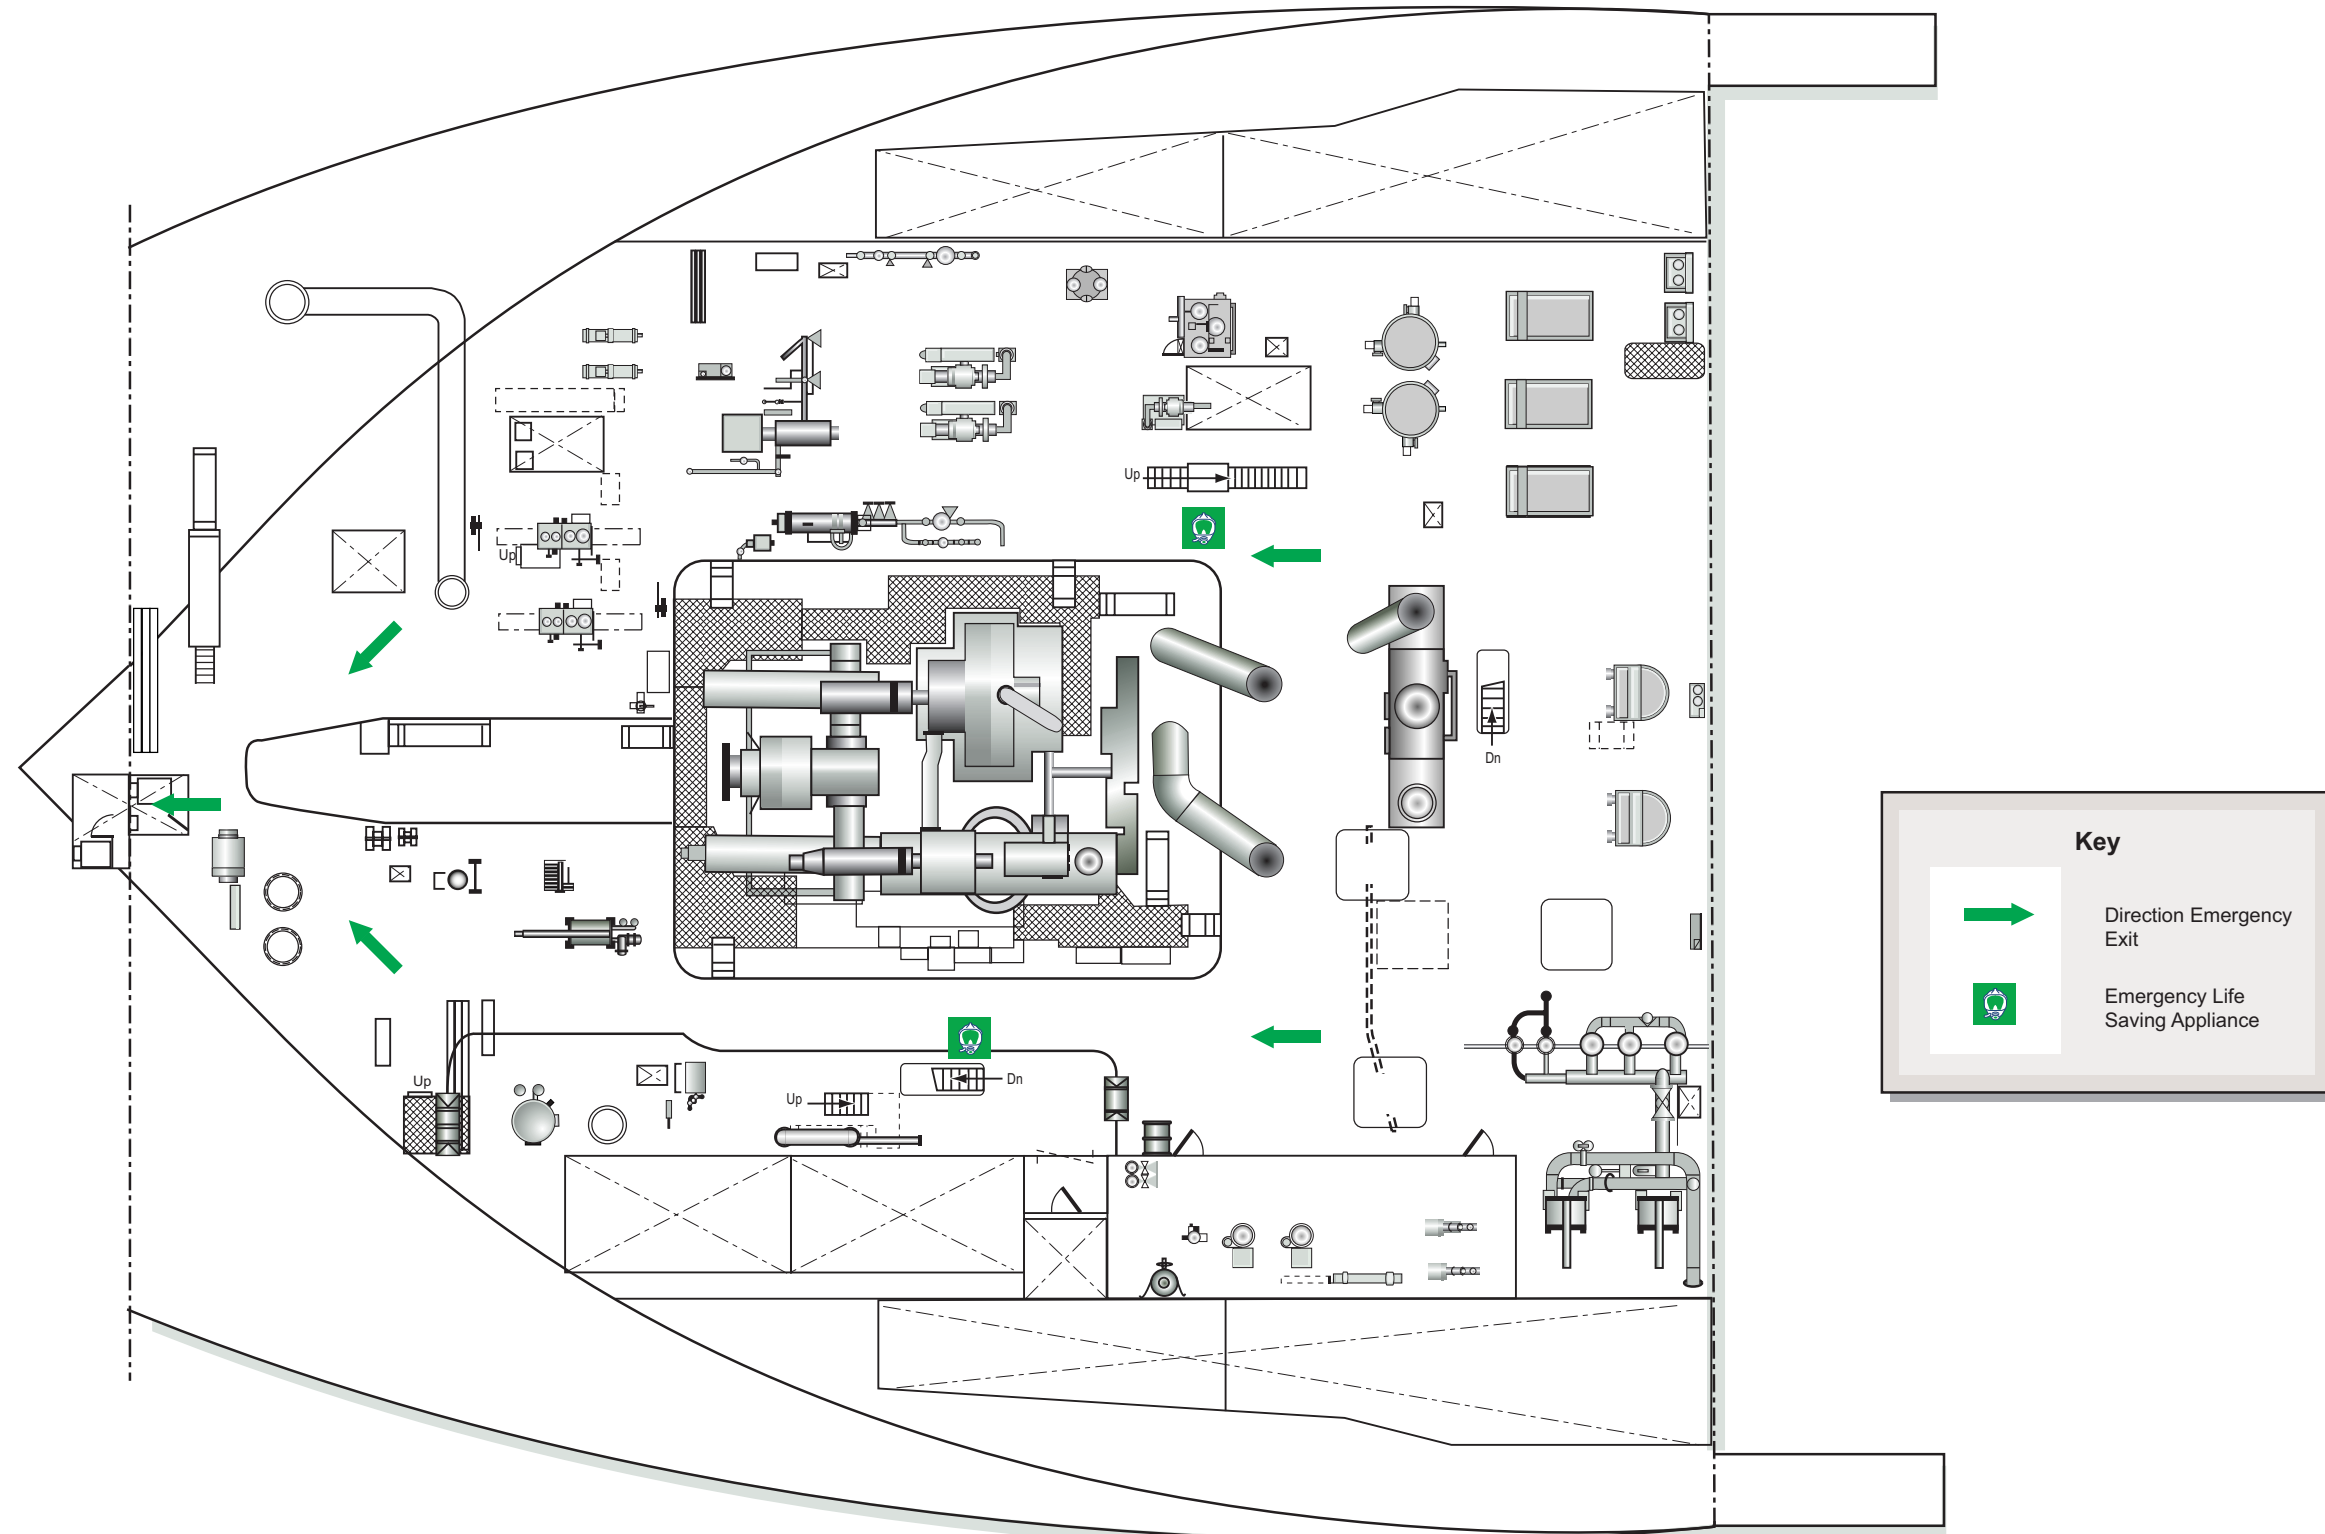 Up
Up
Dn
Key
Direction Emergency
Exit
Emergency Life
Saving Appliance
Up
Dn
Up